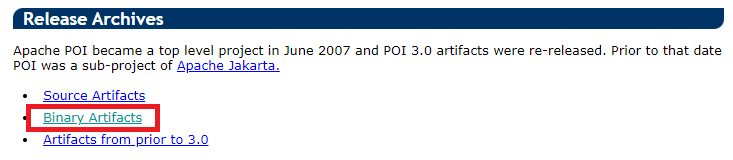 Release Archives
Apache POI became a top level project in June 2007 and POI 3.0 artifacts were re-released. Prior to that date
POI was a sub-project of Apache Jakarta.
Source Artifacts
Binary Artifacts
Artifacts from prior to 3.0